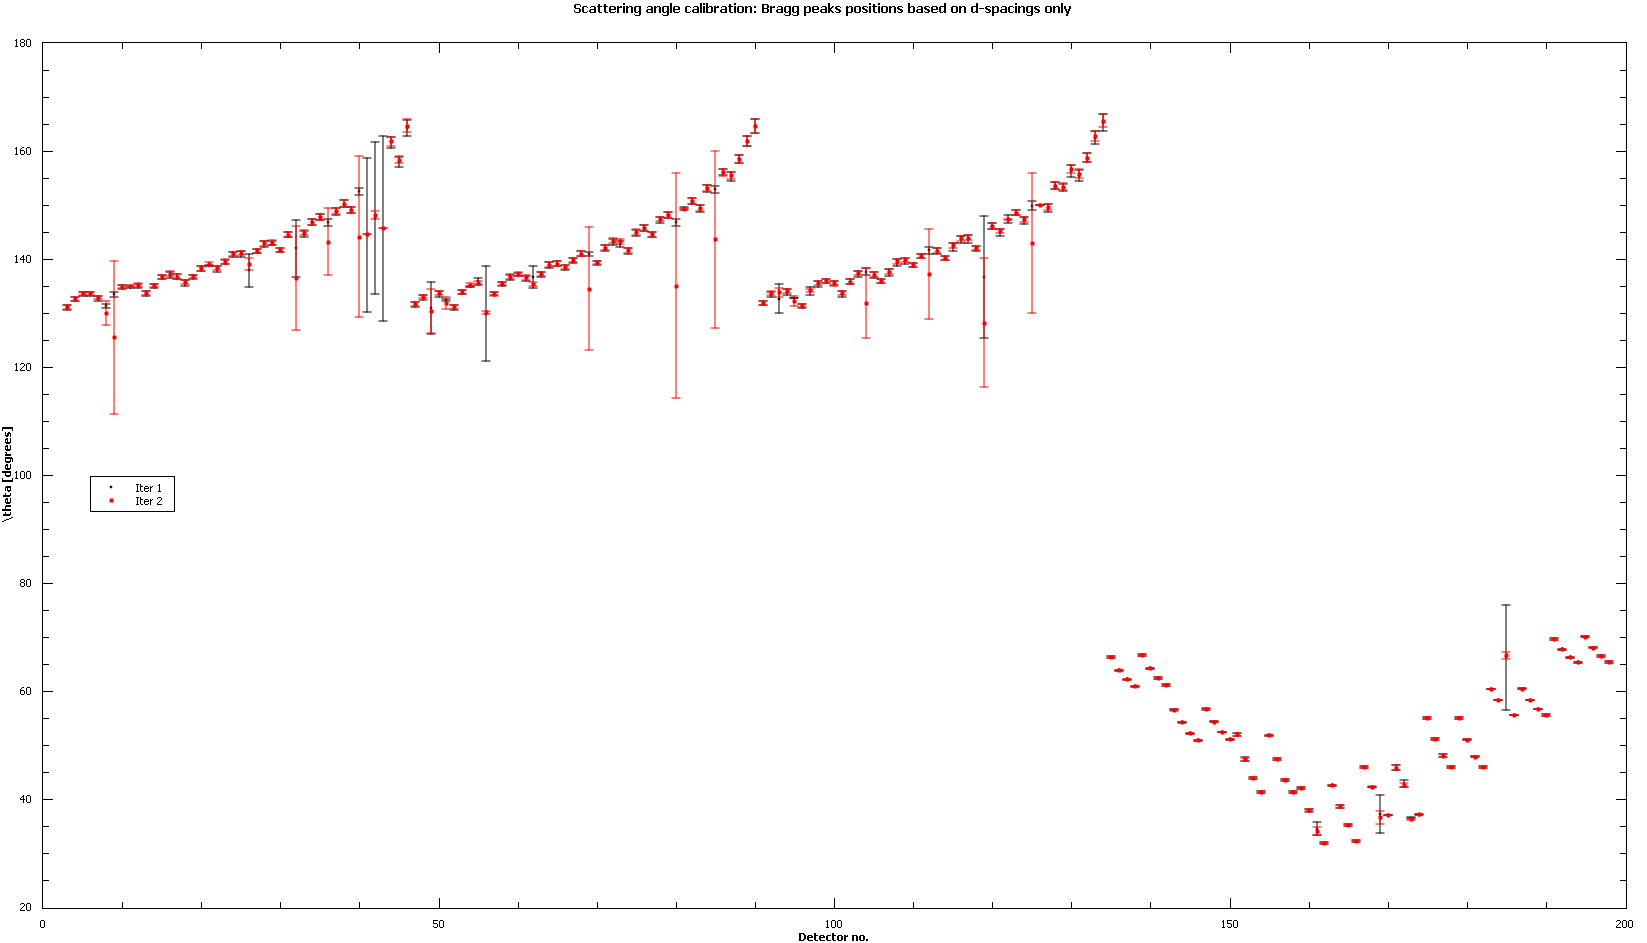 Scattering angle calibration: Bragg peaks positions based on d-spacings only
180
160
140
120
100
80
60
40
20
\theta [degrees]
Iter 1
Iter 2
0
50
100
150
200
Detector no.